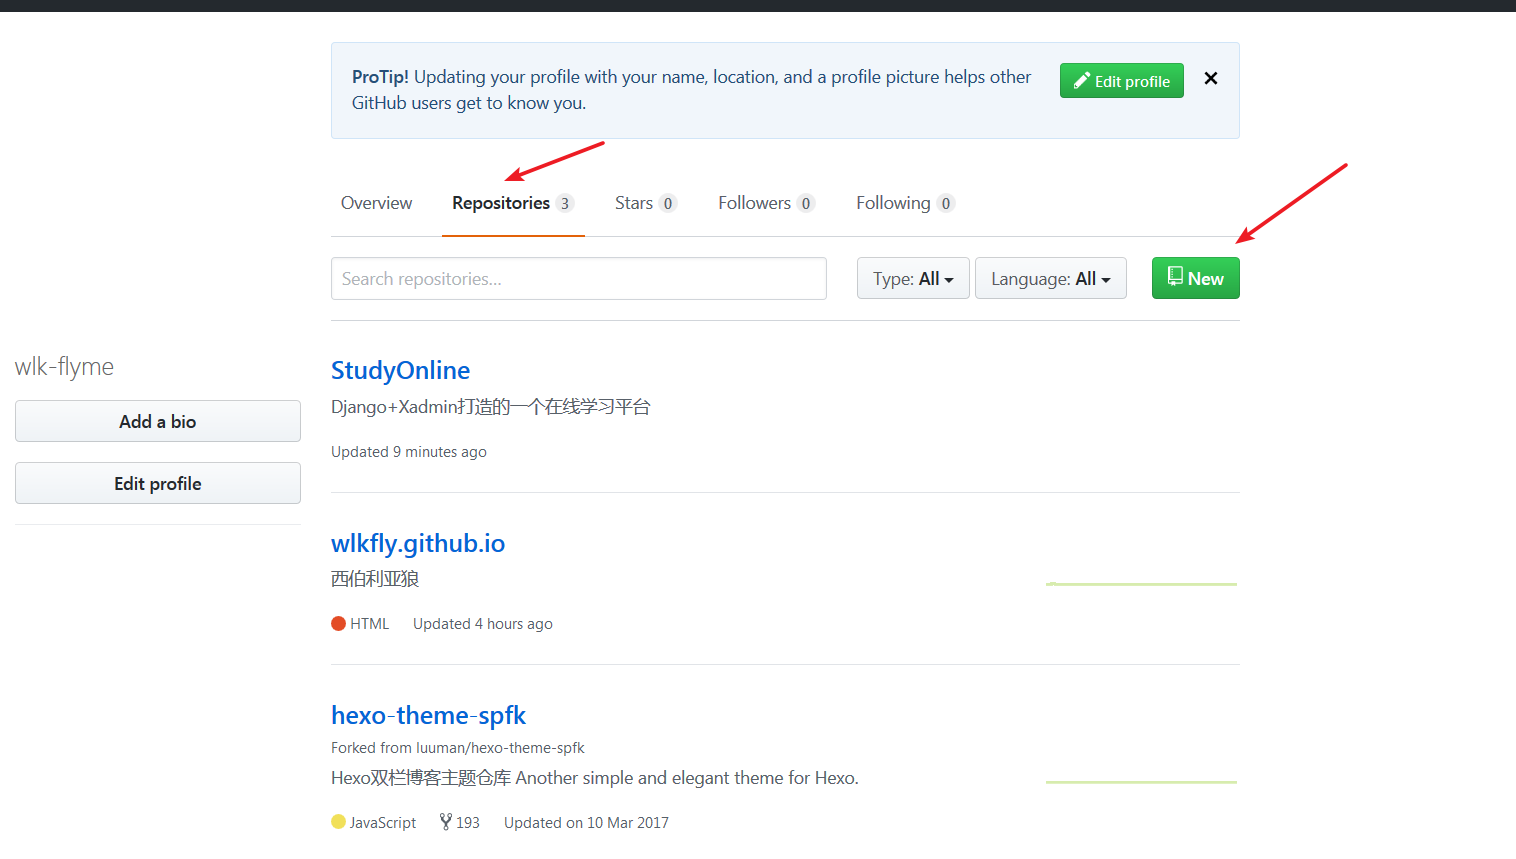 ProTip! Updating your profile with your name, location, and a profile picture helps other
GitHub users get to know you.
Edit profile
Overview Repositories 3 Stars 0 Followers 0 Following 0
Search repositories... Type: All Language: All New
wlk-flyme
Add a bio
Edit profile
StudyOnline
Django+Xadmin打造的一个在线学习平台
Updated 9 minutes ago
wlkfly.github.io
西伯利亚狼
HTML Updated 4 hours ago
hexo-theme-spfk
Forked from luuman/hexo-theme-spfk
Hexo双栏博客主题仓库 Another simple and elegant theme for Hexo.
JavaScript 193 Updated on 10 Mar 2017